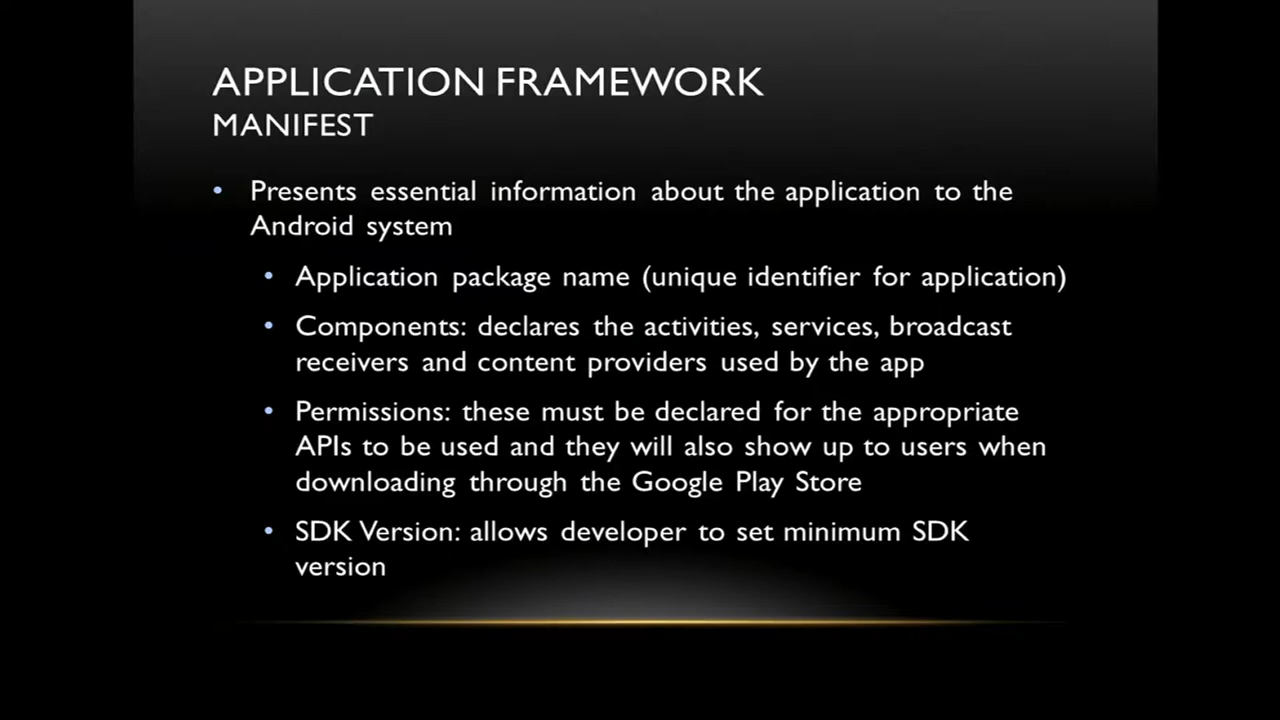 APPLICATION FRAMEWORK
MANIFEST
• Presents essential information about the application to the
Android system
• Application package name (unique identifier for application)
• Components: declares the activities, services, broadcast
receivers and content providers used by the app
• Permissions: these must be declared for the appropriate
APIs to be used and they will also show up to users when
downloading through the Google Play Store
• SDK Version: allows developer to set minimum SDK
version